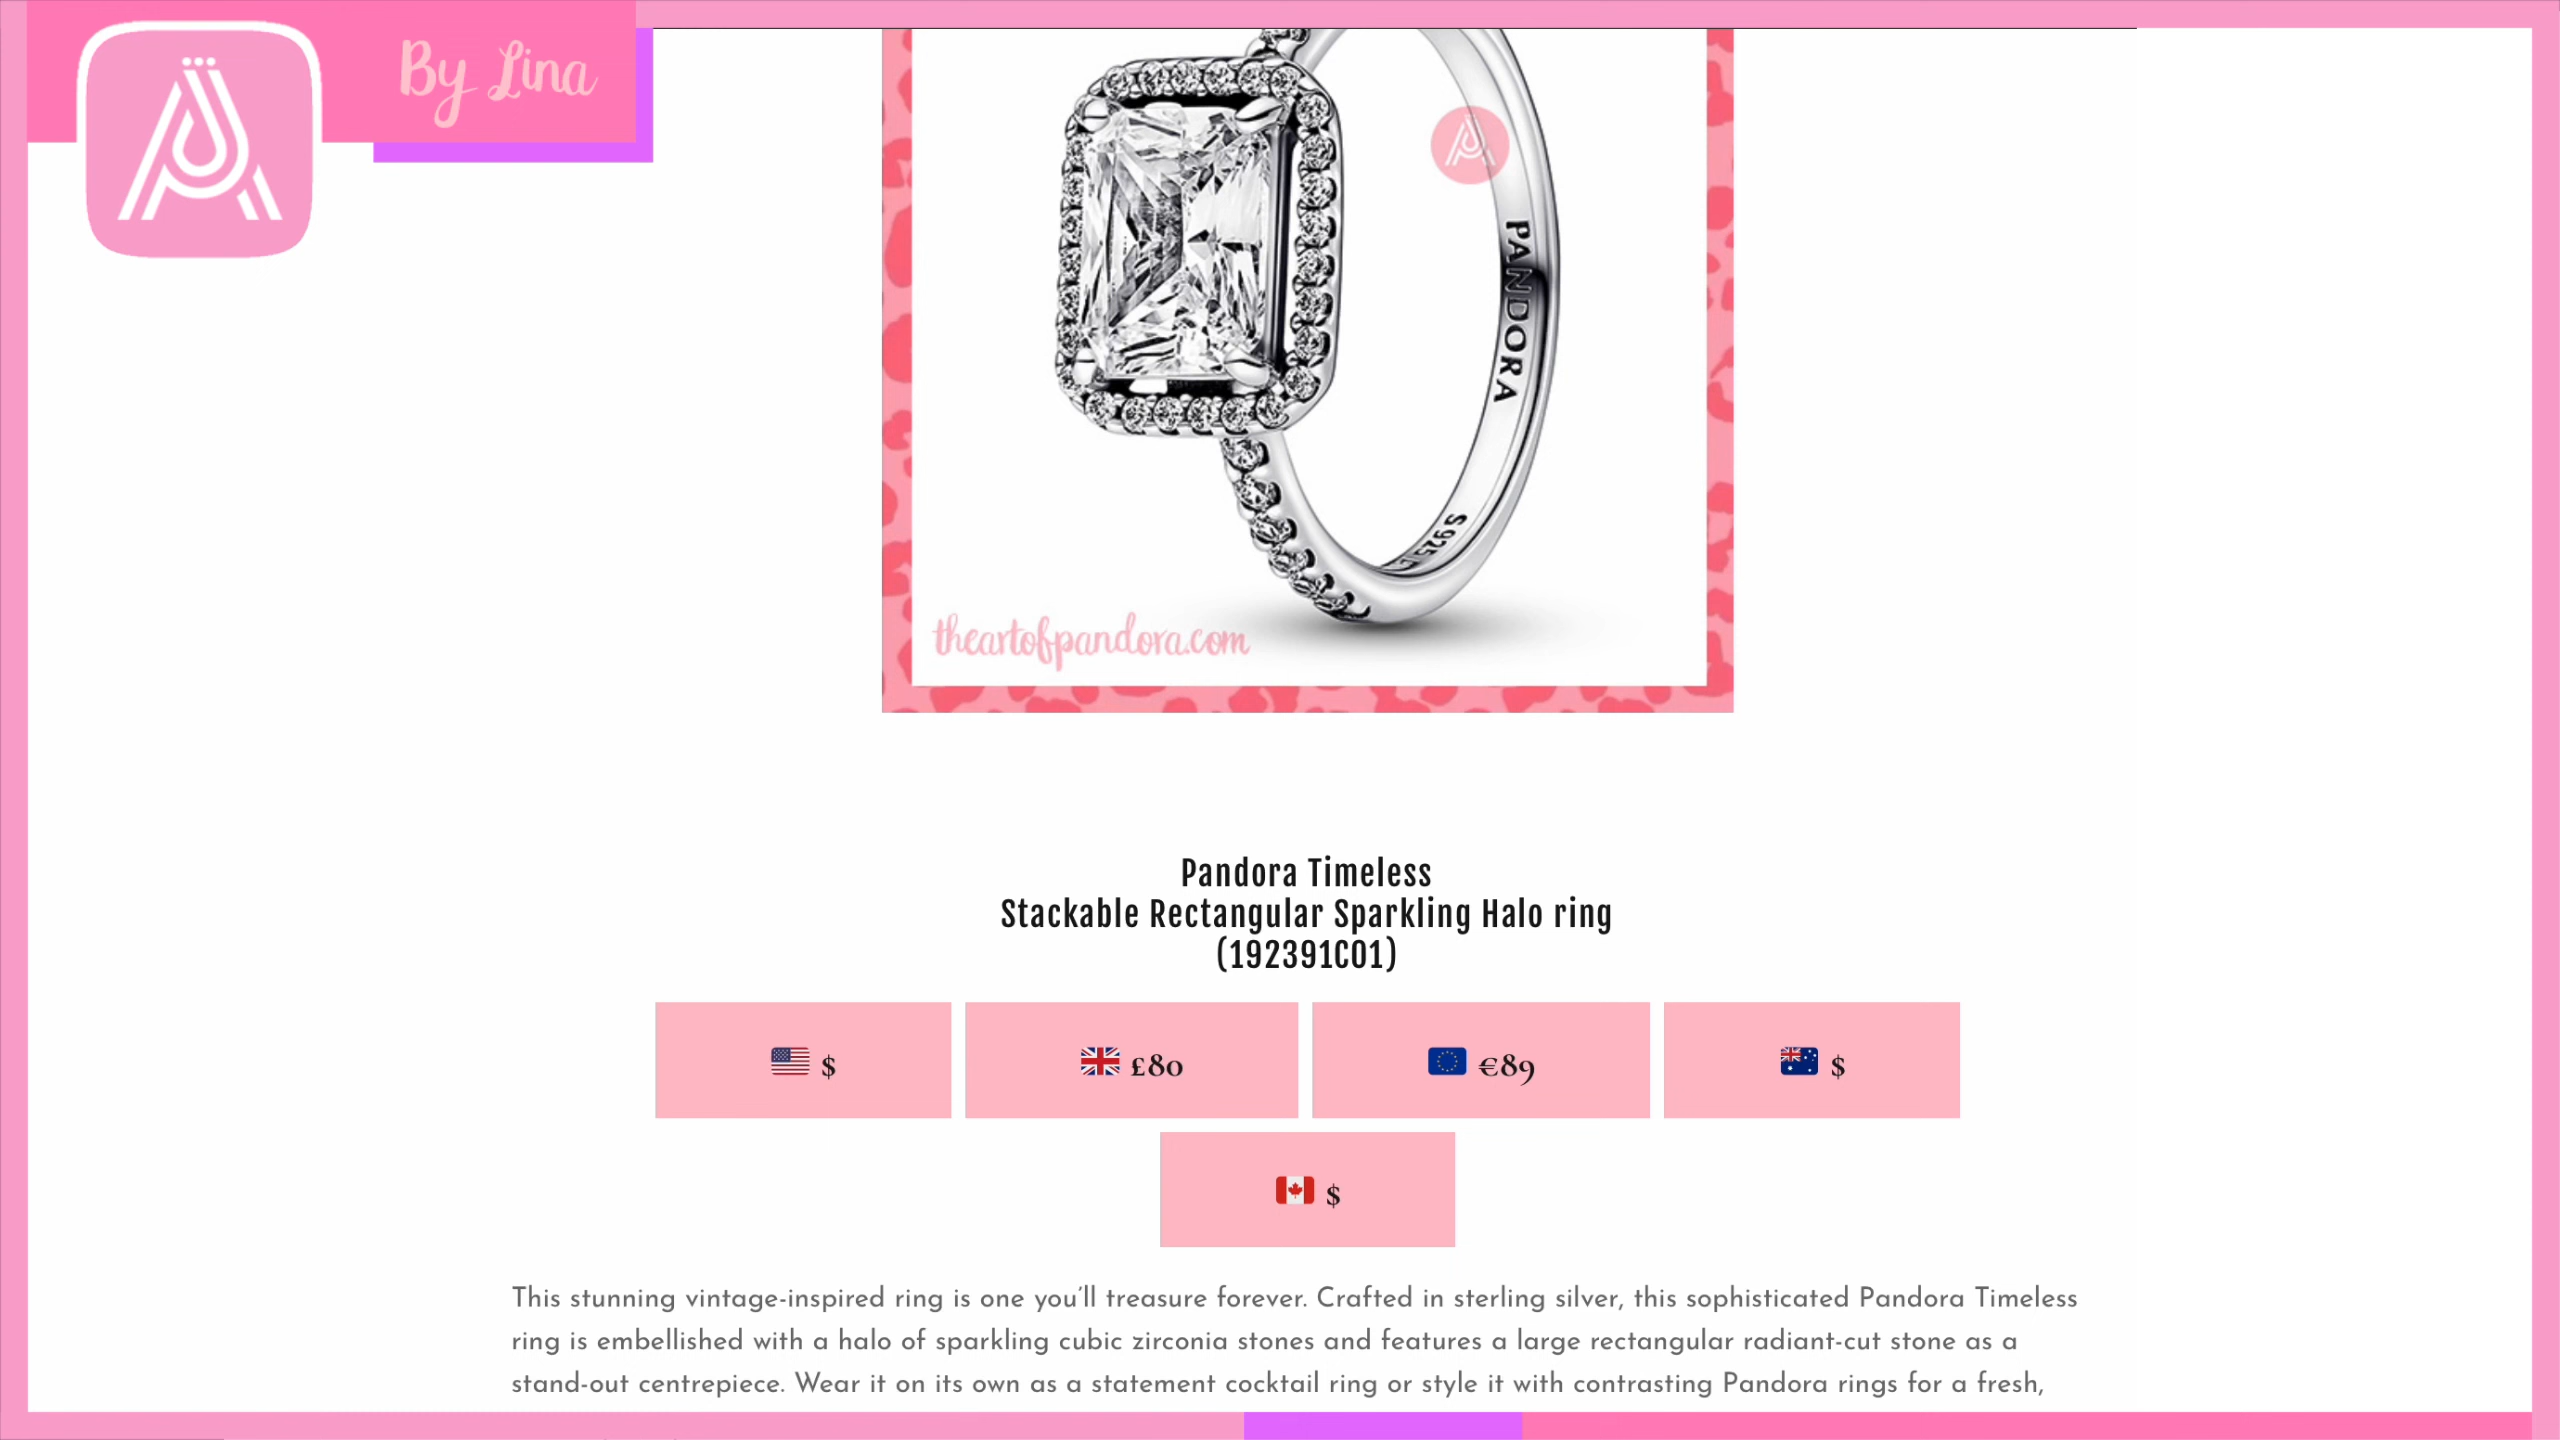 By Lina
PANDORA
S925
theartofpandora.com
Pandora Timeless
Stackable Rectangular Sparkling Halo ring
(192391C01)
$
£80
€89
$
$
This stunning vintage-inspired ring is one you'll treasure forever. Crafted in sterling silver, this sophisticated Pandora Timeless
ring is embellished with a halo of sparkling cubic zirconia stones and features a large rectangular radiant-cut stone as a
stand-out centrepiece. Wear it on its own as a statement cocktail ring or style it with contrasting Pandora rings for a fresh,